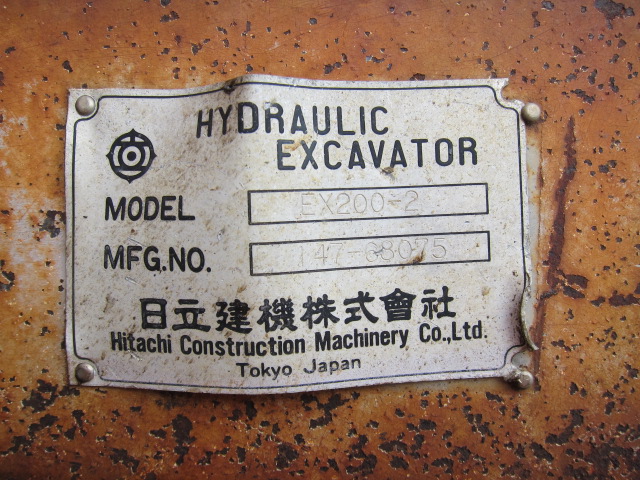 HYDRAULIC
EXCAVATOR
MODEL EX200-2
MFG.NO. 147-68075
日立建機株式會社
Hitachi Construction Machinery Co.,Ltd.
Tokyo Japan